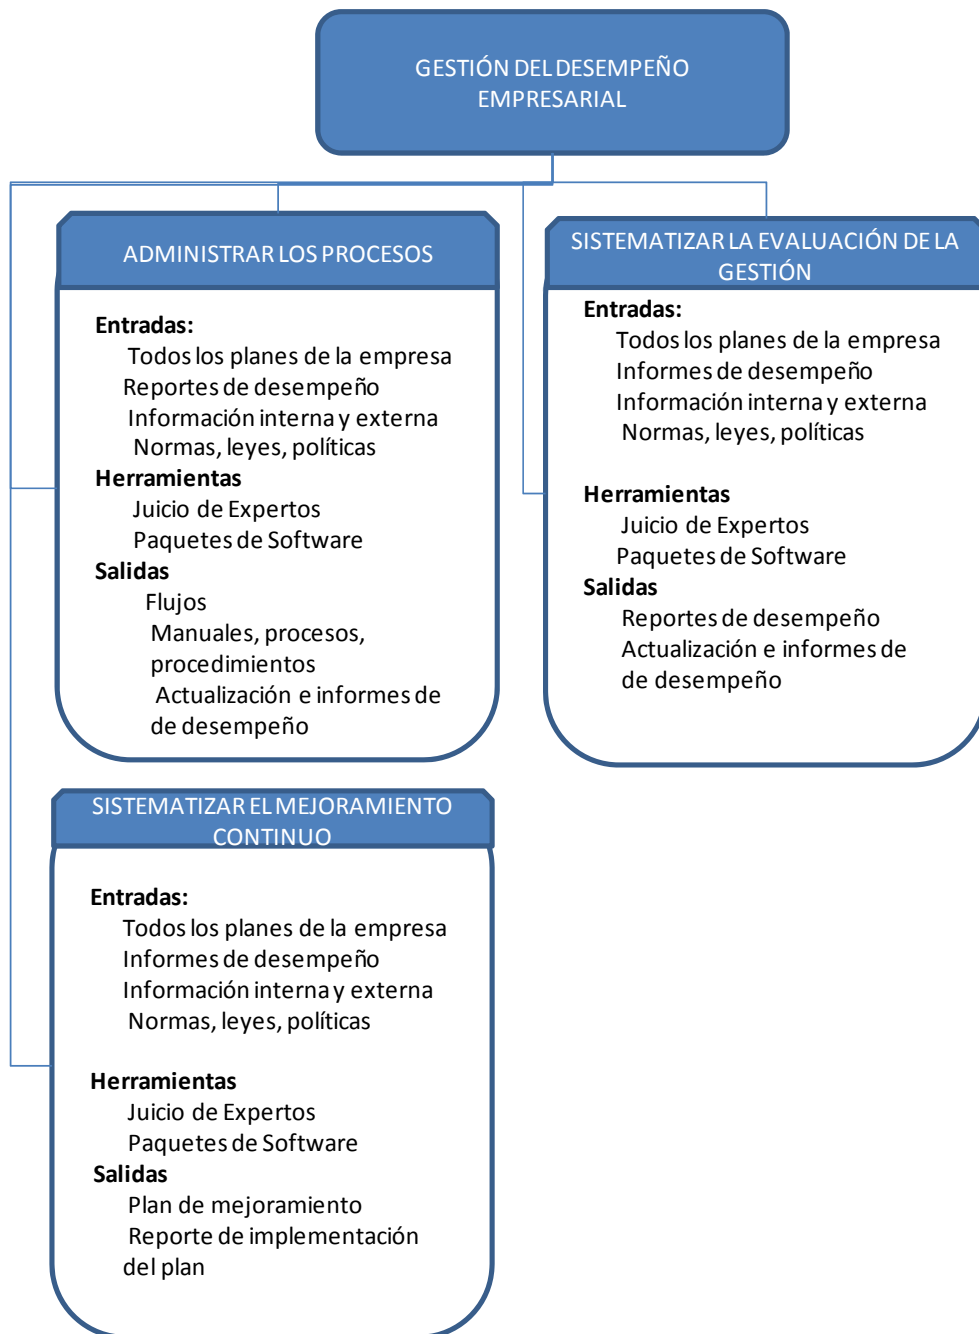 GESTIÓN DEL DESEMPEÑO
EMPRESARIAL
ADMINISTRAR LOS PROCESOS
Entradas:
Todos los planes de la empresa
Reportes de desempeño
Información interna y externa
Normas, leyes, políticas
Herramientas
Juicio de Expertos
Paquetes de Software
Salidas
Flujos
Manuales, procesos,
procedimientos
Actualización e informes de
de desempeño
SISTEMATIZAR LA EVALUACIÓN DE LA
GESTIÓN
Entradas:
Todos los planes de la empresa
Informes de desempeño
Información interna y externa
Normas, leyes, políticas
Herramientas
Juicio de Expertos
Paquetes de Software
Salidas
Reportes de desempeño
Actualización e informes de
de desempeño
SISTEMATIZAR EL MEJORAMIENTO
CONTINUO
Entradas:
Todos los planes de la empresa
Informes de desempeño
Información interna y externa
Normas, leyes, políticas
Herramientas
Juicio de Expertos
Paquetes de Software
Salidas
Plan de mejoramiento
Reporte de implementación
del plan